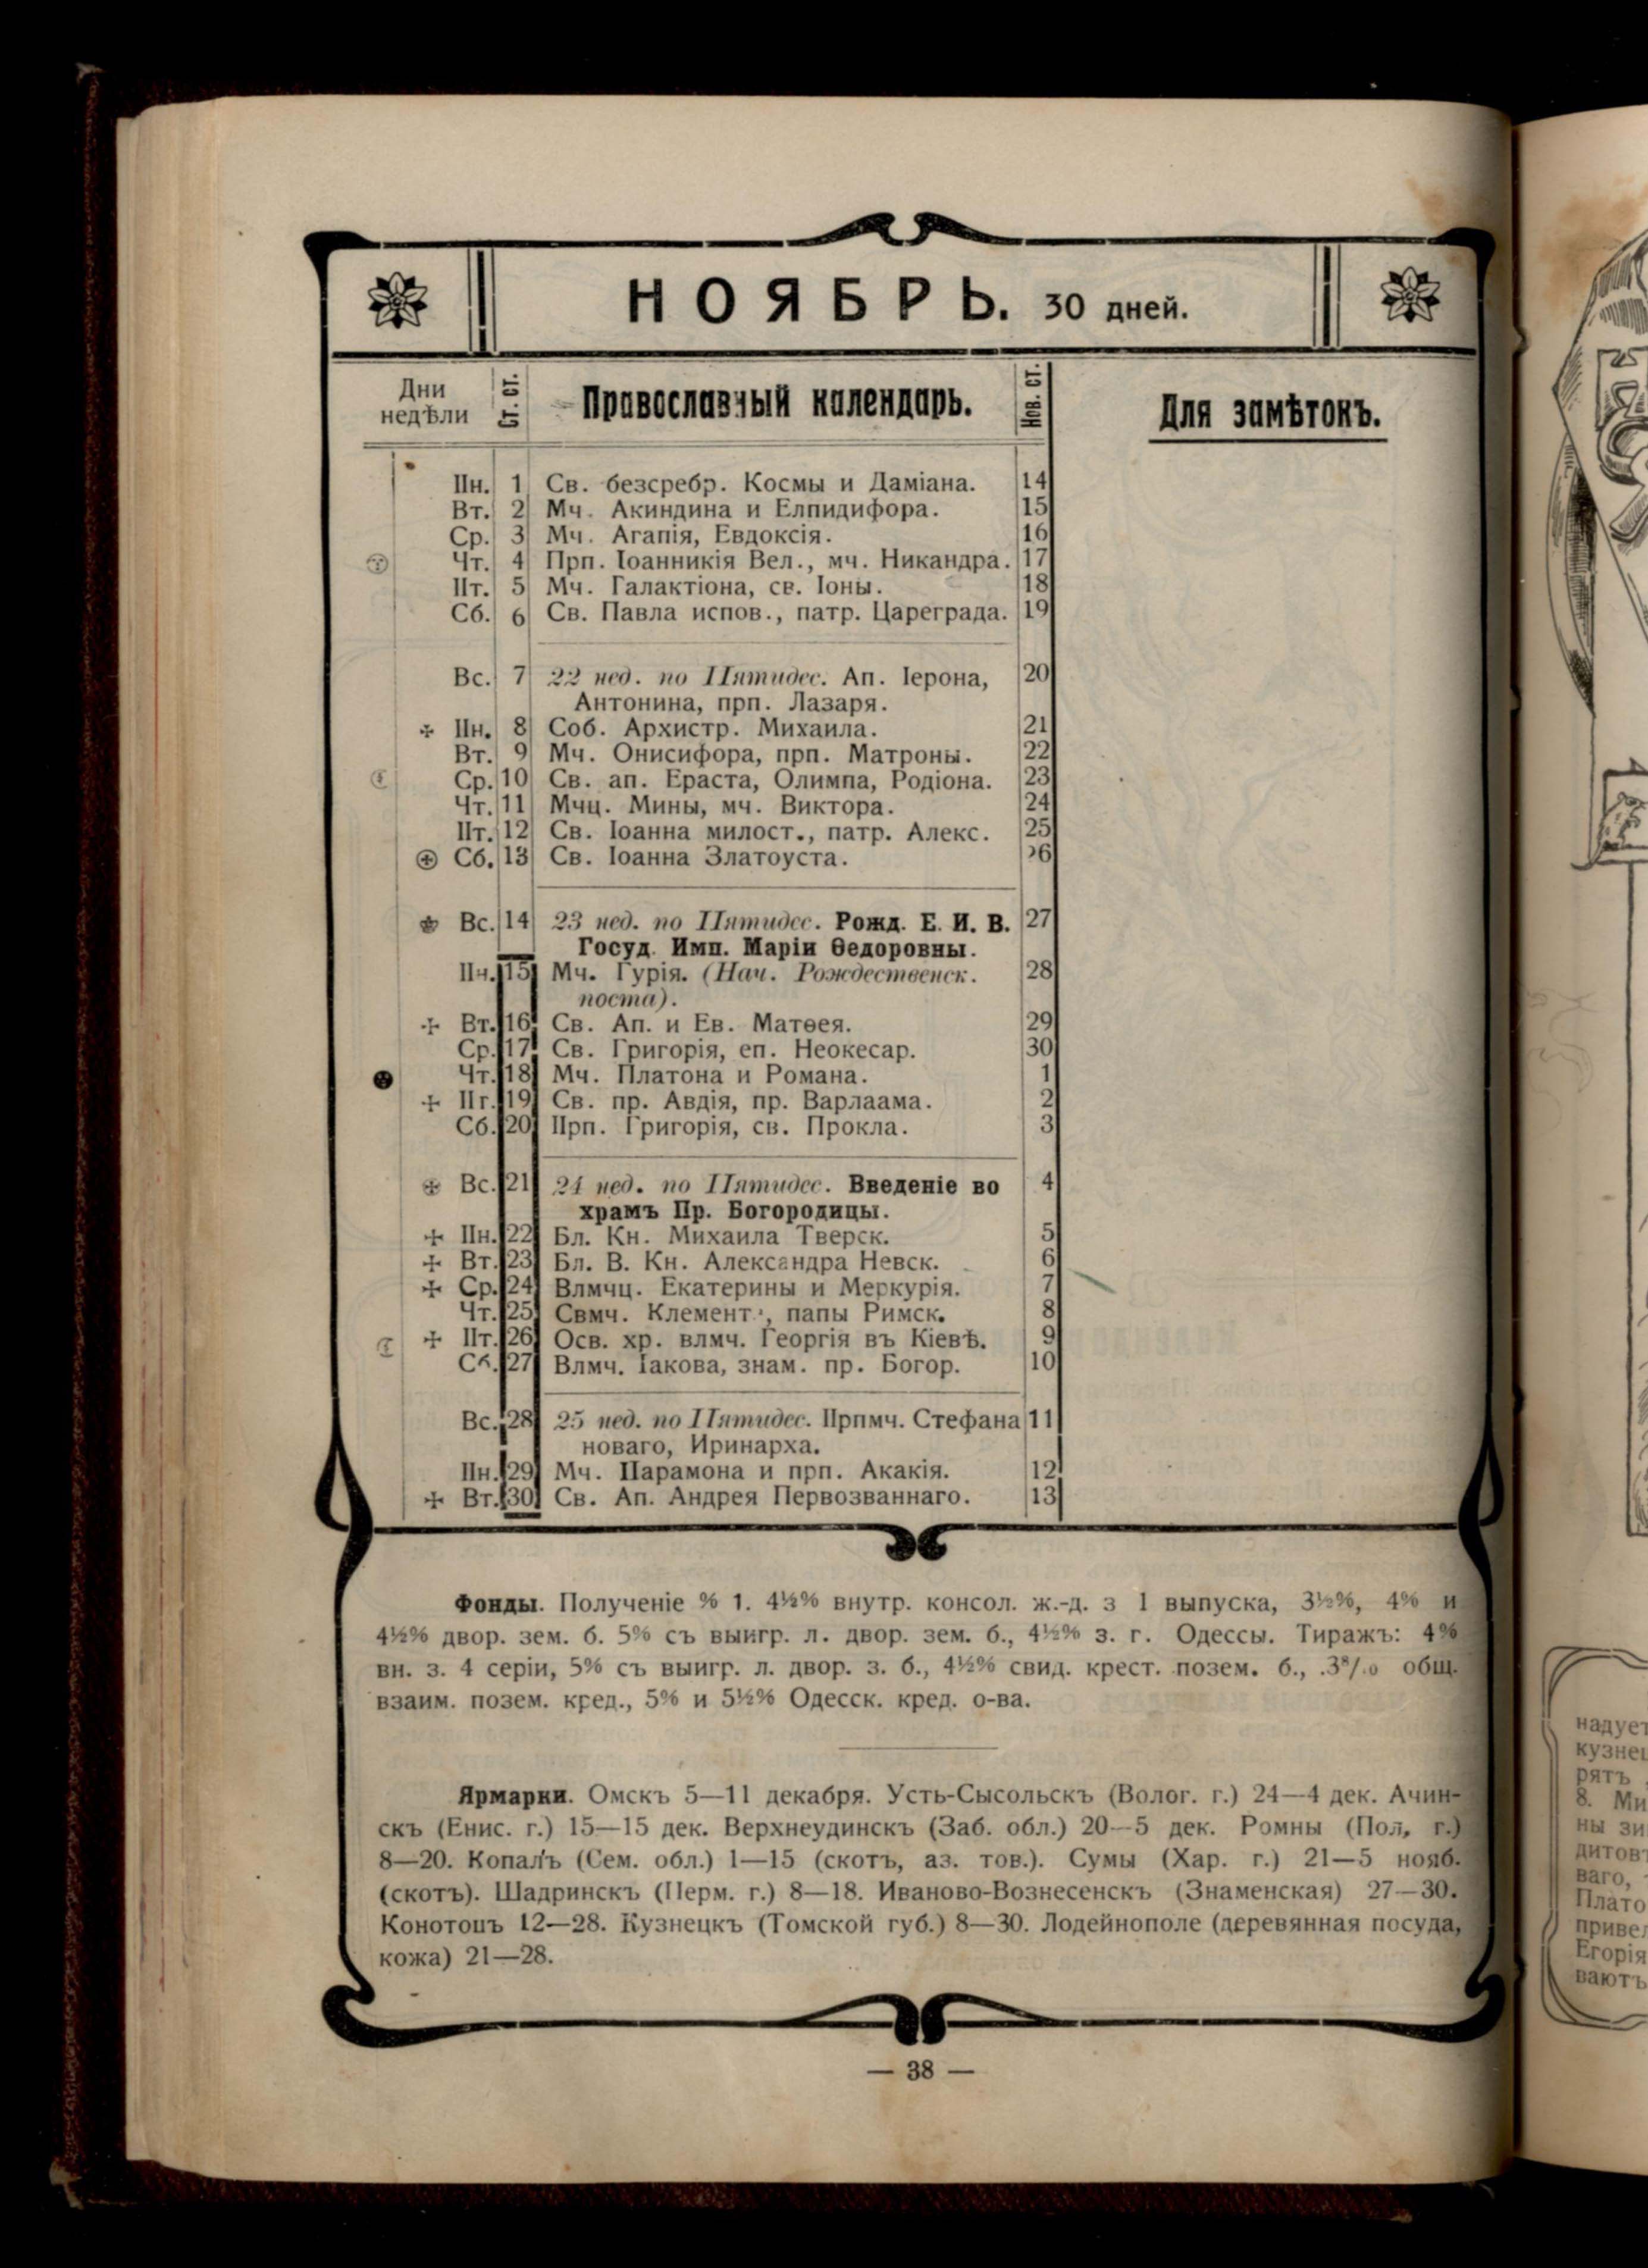 НОЯБРЬ. 30 дней.
Дни недѣли
Ст. ст.
Православный календарь.
Нов. ст.
Для замѣтокъ.
Пн. 1 Св. безсребр. Космы и Даміана. 14
Вт. 2 Мч. Акиндина и Елпидифора. 15
Ср. 3 Мч. Агапія, Евдоксія. 16
Чт. 4 Прп. Іоанникія Вел., мч. Никандра. 17
Пт. 5 Мч. Галактіона, св. Іоны. 18
Сб. 6 Св. Павла испов., патр. Цареграда. 19
Вс. 7 22 нед. по Пятидес. Ап. Іерона, 20
Антонина, прп. Лазаря.
Пн. 8 Соб. Архистр. Михаила. 21
Вт. 9 Мч. Онисифора, прп. Матроны. 22
Ср. 10 Св. ап. Ераста, Олимпа, Родіона. 23
Чт. 11 Мчц. Мины, мч. Виктора. 24
Пт. 12 Св. Іоанна милост., патр. Алекс. 25
Сб. 13 Св. Іоанна Златоуста. 26
Вс. 14 23 нед. по Пятидес. Рожд. Е. И. В. 27
Госуд. Имп. Маріи Ѳедоровны.
Пн. 15 Мч. Гурія. (Нач. Рождественск. 28
поста).
Вт. 16 Св. Ап. и Ев. Матѳея. 29
Ср. 17 Св. Григорія, еп. Неокесар. 30
Чт. 18 Мч. Платона и Романа. 1
Пт. 19 Св. пр. Авдія, пр. Варлаама. 2
Сб. 20 Прп. Григорія, св. Прокла. 3
Вс. 21 24 нед. по Пятидес. Введеніе во 4
храмъ Пр. Богородицы.
Пн. 22 Бл. Кн. Михаила Тверск. 5
Вт. 23 Бл. В. Кн. Александра Невск. 6
Ср. 24 Влмчц. Екатерины и Меркурія. 7
Чт. 25 Свмч. Климент, папы Римск. 8
Пт. 26 Осв. хр. влмч. Георгія въ Кіевѣ. 9
Сб. 27 Влмч. Іакова, знам. пр. Богор. 10
Вс. 28 25 нед. по Пятидес. Прпмч. Стефана 11
новаго, Иринарха.
Пн. 29 Мч. Парамона и прп. Акакія. 12
Вт. 30 Св. Ап. Андрея Первозваннаго. 13
Фонды. Полученіе % 1. 4½% внутр. консол. ж.-д. з 1 выпуска, 3½%, 4% и
4½% двор. зем. б. 5% съ выигр. л. двор. зем. б., 4½% з. г. Одессы. Тиражъ: 4%
вн. з. 4 серіи, 5% съ выигр. л. двор. з. б., 4½% свид. крест. позем. б., общ.
взаим. позем. кред., 5% и 5½% Одесск. кред. о-ва.
Ярмарки. Омскъ 5—11 декабря. Усть-Сысольскъ (Волог. г.) 24—4 дек. Ачин-
скъ (Енис. г.) 15—15 дек. Верхнеудинскъ (Заб. обл.) 20—5 дек. Ромны (Пол. г.)
8—20. Копалъ (Сем. обл.) 1—15 (скотъ, аз. тов.). Сумы (Хар. г.) 21—5 нояб.
(скотъ). Шадринскъ (Перм. г.) 8—18. Иваново-Вознесенскъ (Знаменская) 27—30.
Конотопъ 12—28. Кузнецкъ (Томской губ.) 8—30. Лодейнополе (деревянная посуда,
кожа) 21—28.
— 38 —
надует
кузнец
рятъ
8. Ми
ны зи
дитовъ
ваго,
Плато
привед
Егорія
ваютъ